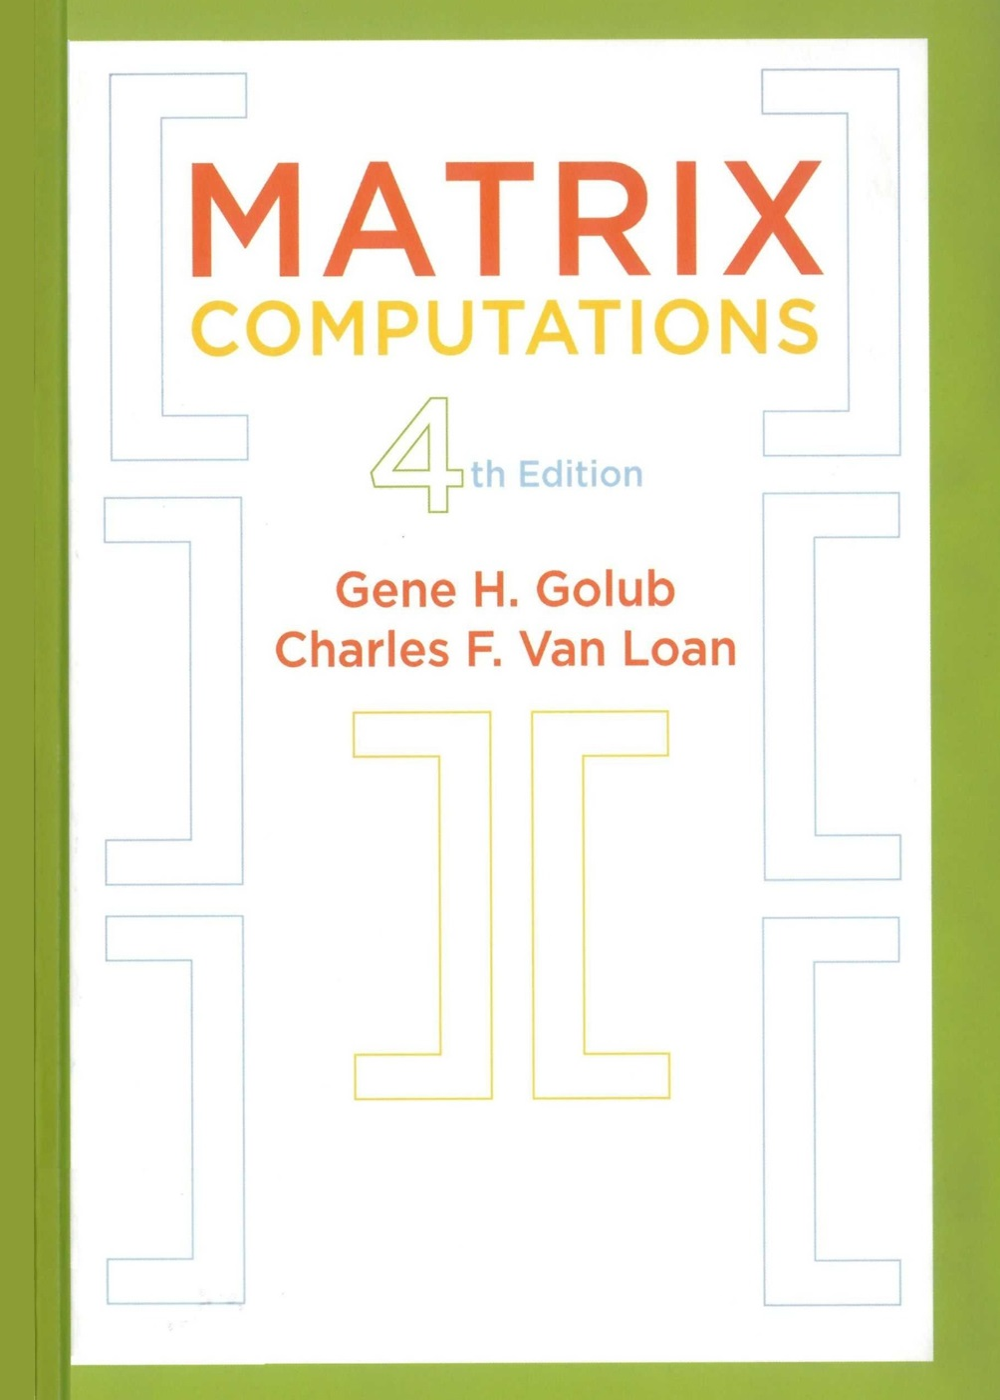 MATRIX
COMPUTATIONS
4th Edition
Gene H. Golub
Charles F. Van Loan